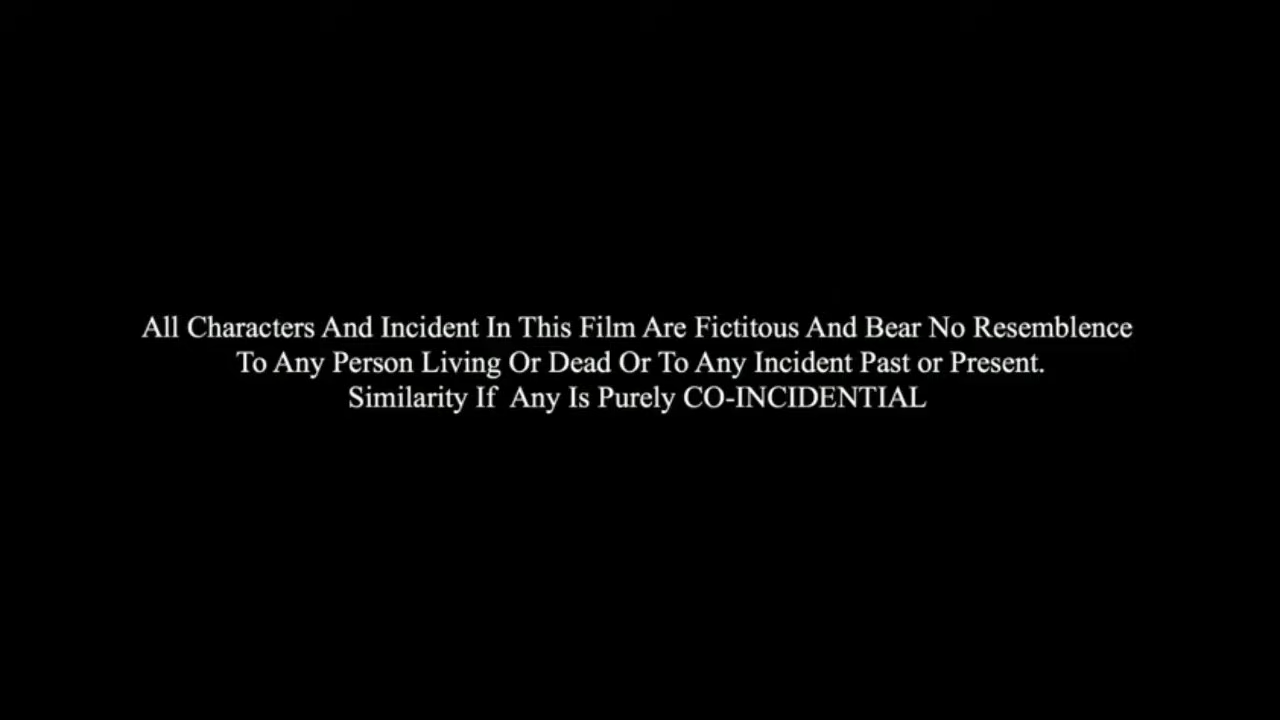 All Characters And Incident In This Film Are Fictitous And Bear No Resemblence
To Any Person Living Or Dead Or To Any Incident Past or Present.
Similarity If Any Is Purely CO-INCIDENTIAL